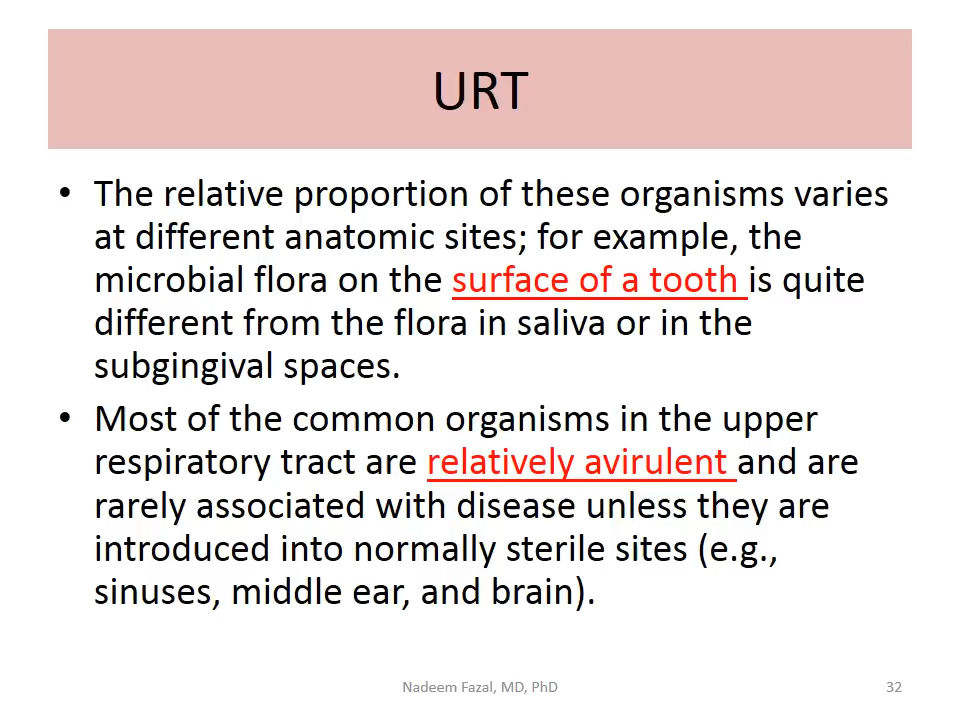 URT
• The relative proportion of these organisms varies
at different anatomic sites; for example, the
microbial flora on the surface of a tooth is quite
different from the flora in saliva or in the
subgingival spaces.
• Most of the common organisms in the upper
respiratory tract are relatively avirulent and are
rarely associated with disease unless they are
introduced into normally sterile sites (e.g.,
sinuses, middle ear, and brain).
Nadeem Fazal, MD, PhD
32